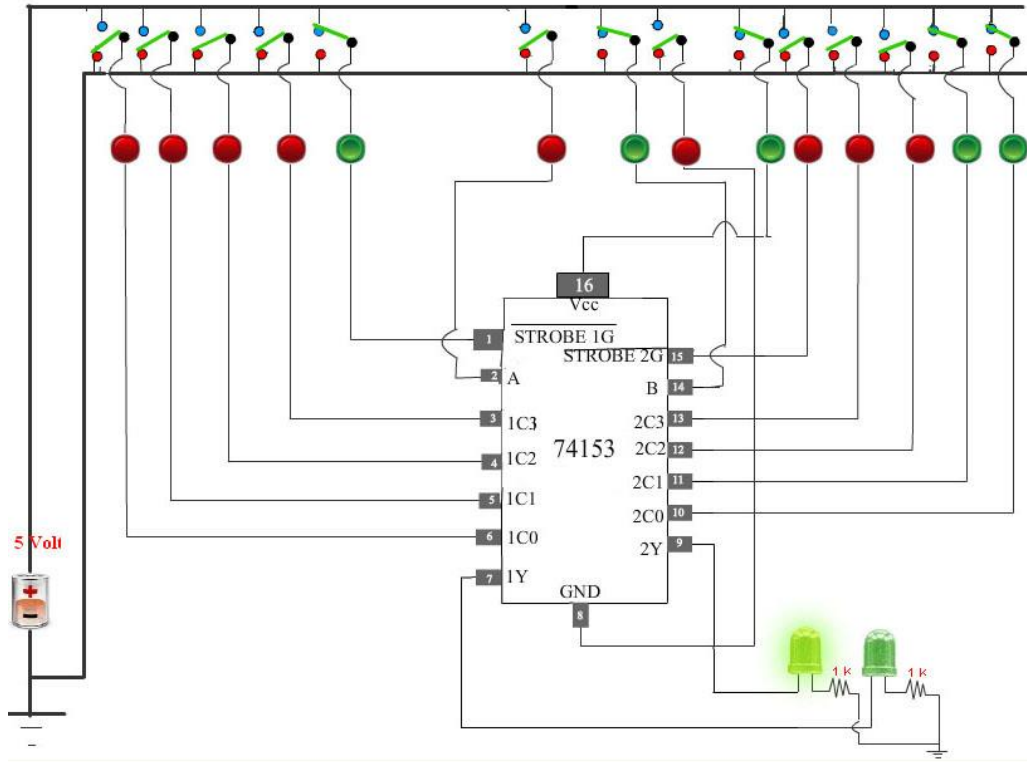 16
Vcc
1 STROBE 1G
STROBE 2G 15
2 A
B 14
3 1C3
2C3 13
74153
4 1C2
2C2 12
5 1C1
2C1 11
6 1C0
2C0 10
2Y 9
7 1Y
GND
8
5 Volt
+
-
1 k
1 k